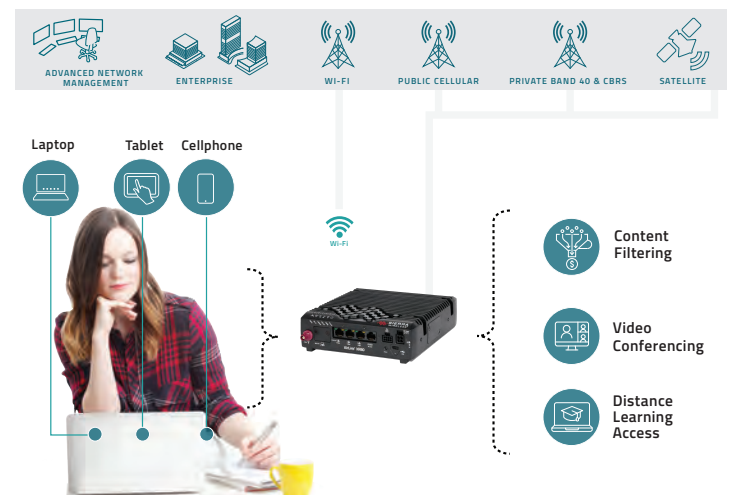 ADVANCED NETWORK
MANAGEMENT
ENTERPRISE
WI-FI
PUBLIC CELLULAR
PRIVATE BAND 40 & CBRS
SATELLITE
Laptop
Tablet
Cellphone
Wi-Fi
Content
Filtering
Video
Conferencing
Distance
Learning
Access
SIERRA
$